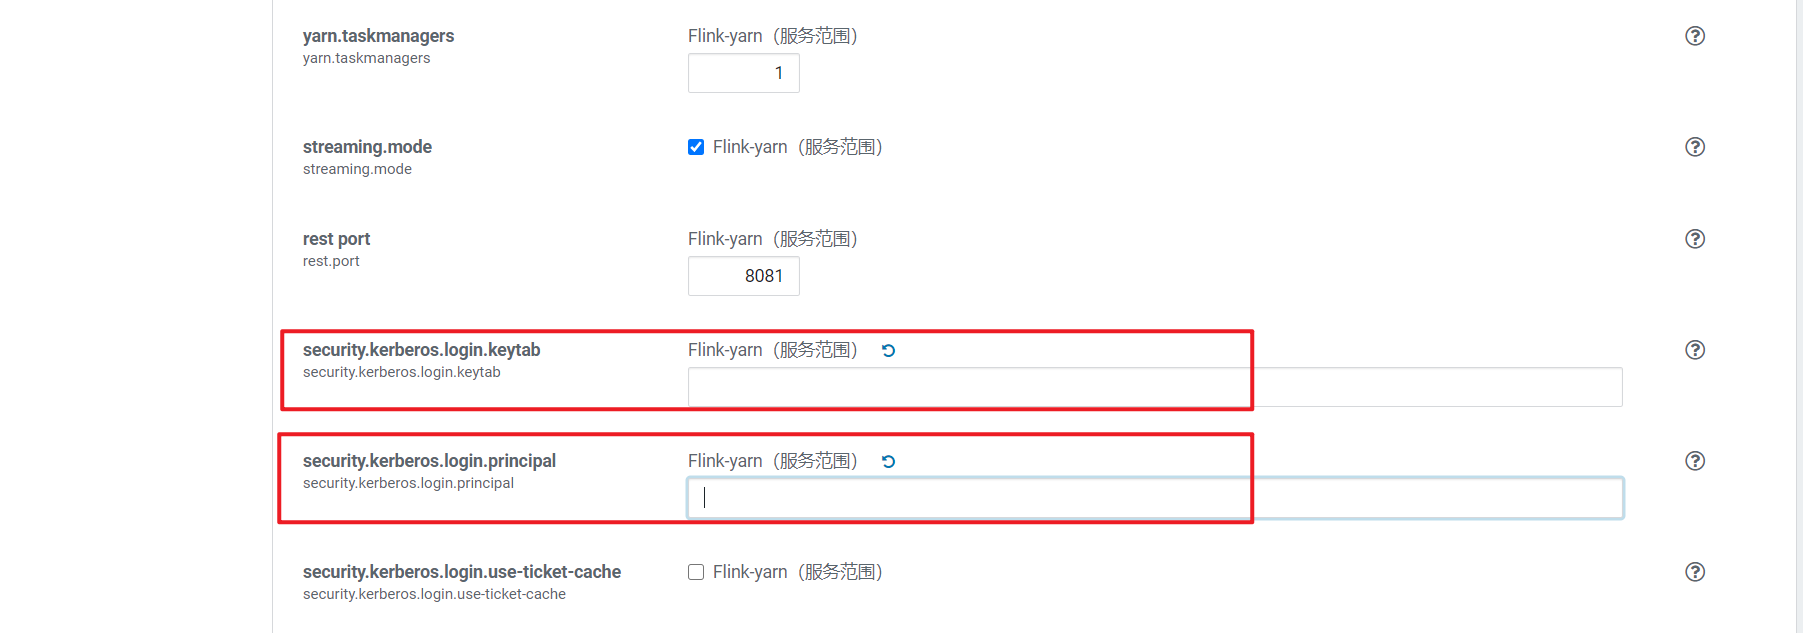 yarn.taskmanagers
Flink-yarn（服务范围）
yarn.taskmanagers
1
streaming.mode
Flink-yarn（服务范围）
streaming.mode
rest port
Flink-yarn（服务范围）
rest.port
8081
security.kerberos.login.keytab
Flink-yarn（服务范围）
security.kerberos.login.keytab
security.kerberos.login.principal
Flink-yarn（服务范围）
security.kerberos.login.principal
security.kerberos.login.use-ticket-cache
Flink-yarn（服务范围）
security.kerberos.login.use-ticket-cache